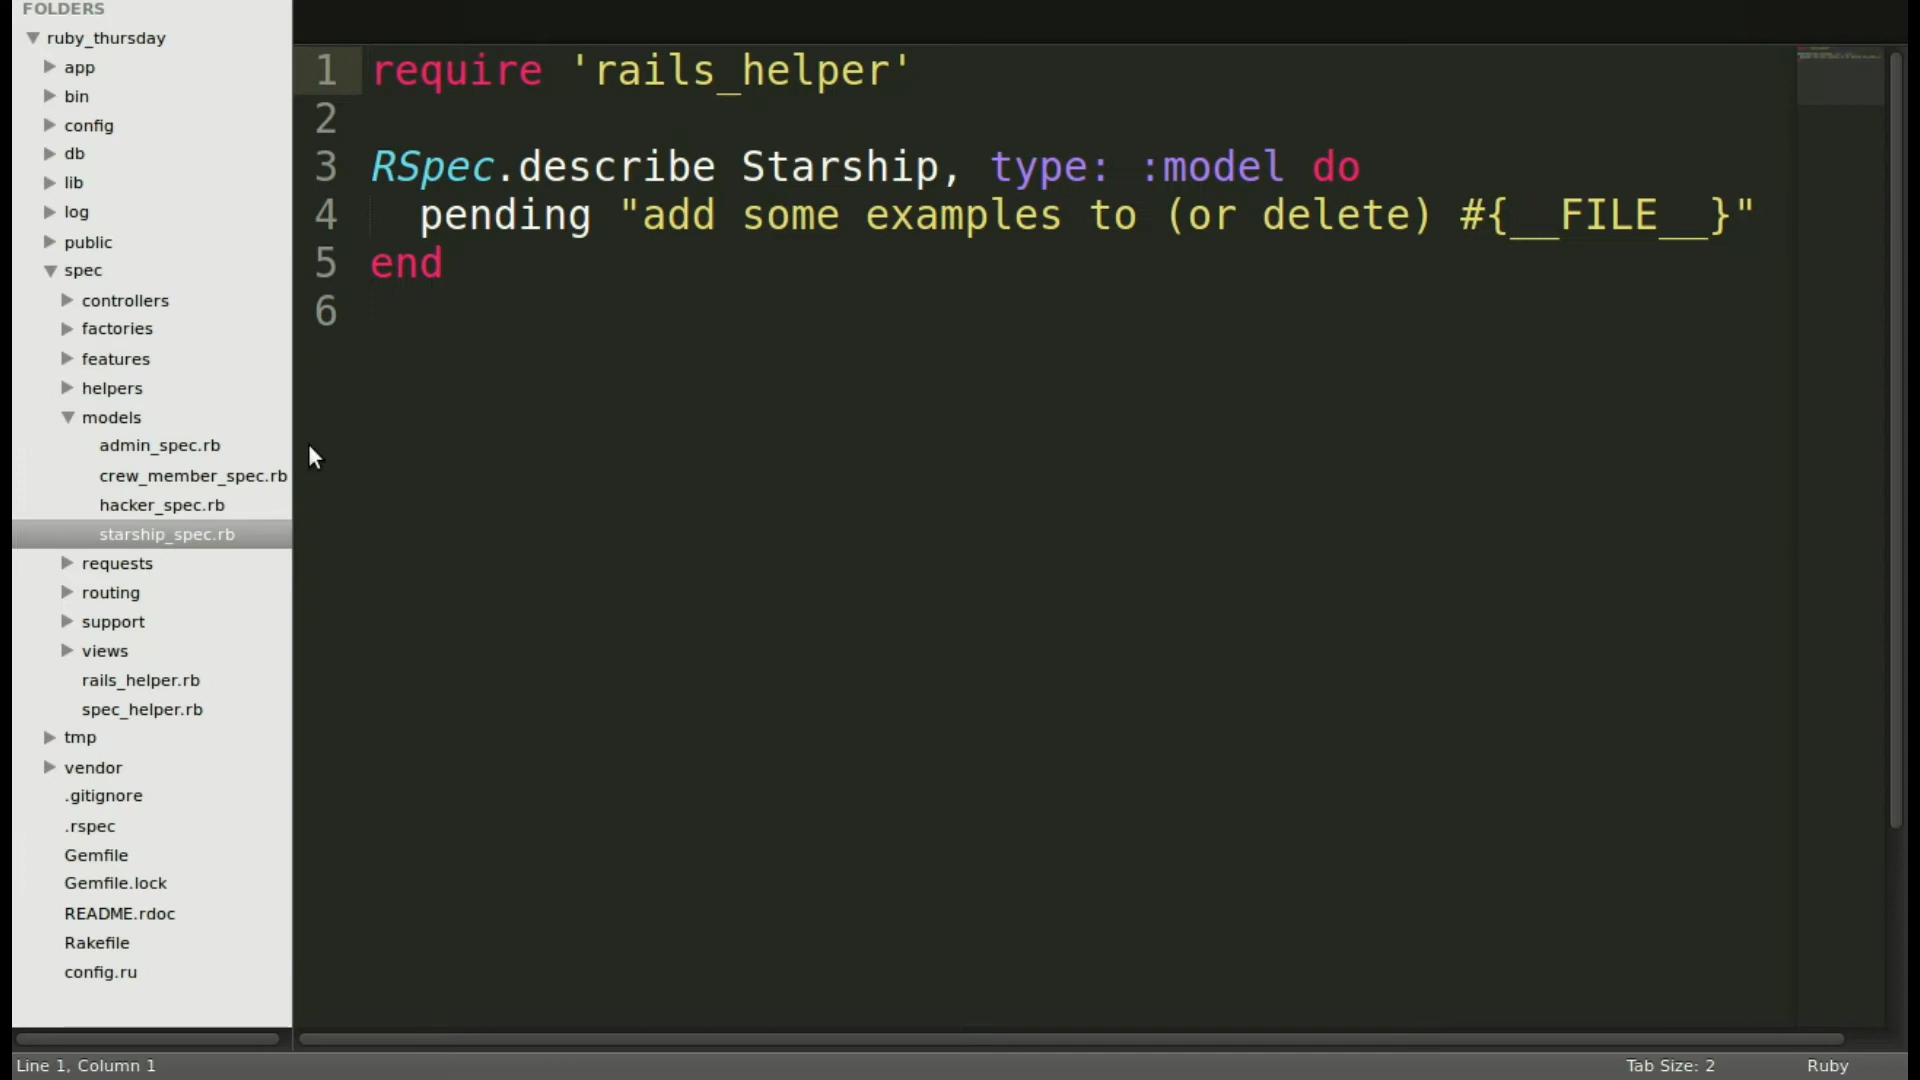 FOLDERS
ruby_thursday
app
bin
config
db
lib
log
public
spec
controllers
factories
features
helpers
models
admin_spec.rb
crew_member_spec.rb
hacker_spec.rb
starship_spec.rb
requests
routing
support
views
rails_helper.rb
spec_helper.rb
tmp
vendor
.gitignore
.rspec
Gemfile
Gemfile.lock
README.rdoc
Rakefile
config.ru
1 require 'rails_helper'
2
3 RSpec.describe Starship, type: :model do
4   pending "add some examples to (or delete) #{__FILE__}"
5 end
6
Line 1, Column 1
Tab Size: 2
Ruby